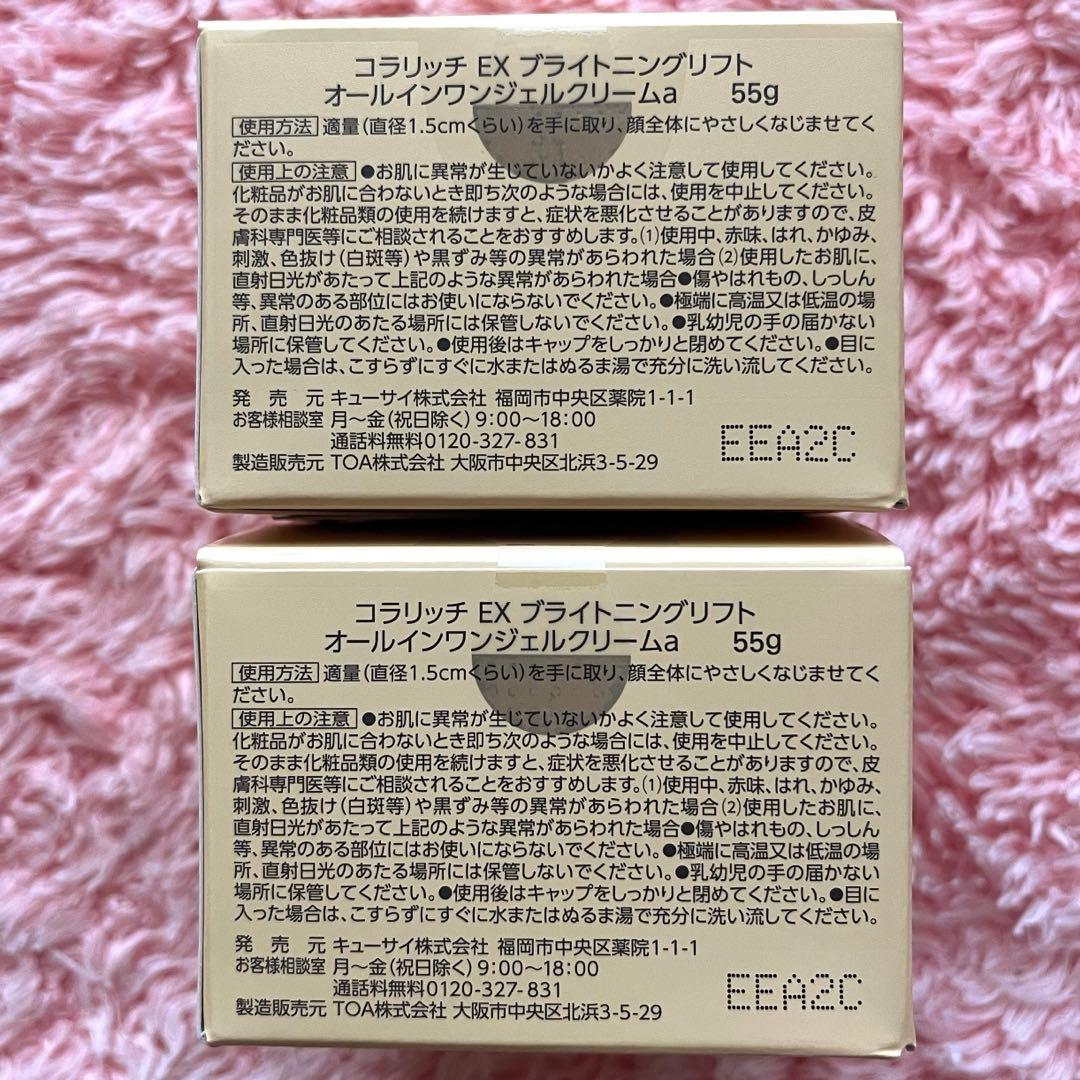 コラリッチ EX ブライトニングリフト
オールインワンジェルクリームa 55g
使用方法 適量(直径1.5cmくらい)を手に取り、顔全体にやさしくなじませてく
ださい。
使用上の注意 ●お肌に異常が生じていないかよく注意して使用してください。
化粧品がお肌に合わないとき即ち次のような場合には、使用を中止してください。
そのまま化粧品類の使用を続けますと、症状を悪化させることがありますので、皮
膚科専門医等にご相談されることをおすすめします。(1)使用中、赤味、はれ、かゆみ、
刺激、色抜け(白斑等)や黒ずみ等の異常があらわれた場合(2)使用したお肌に、
直射日光があたって上記のような異常があらわれた場合●傷やはれもの、しっしん
等、異常のある部位にはお使いにならないでください。●極端に高温又は低温の場
所、直射日光のあたる場所には保管しないでください。●乳幼児の手の届かない
場所に保管してください。●使用後はキャップをしっかりと閉めてください。●目に
入った場合は、こすらずにすぐに水またはぬるま湯で充分に洗い流してください。
発売元 キューサイ株式会社 福岡市中央区薬院1-1-1
お客様相談室 月～金(祝日除く)9:00～18:00
通話料無料0120-327-831
製造販売元 TOA株式会社 大阪市中央区北浜3-5-29
EEA2C
コラリッチ EX ブライトニングリフト
オールインワンジェルクリームa 55g
使用方法 適量(直径1.5cmくらい)を手に取り、顔全体にやさしくなじませてく
ださい。
使用上の注意 ●お肌に異常が生じていないかよく注意して使用してください。
化粧品がお肌に合わないとき即ち次のような場合には、使用を中止してください。
そのまま化粧品類の使用を続けますと、症状を悪化させることがありますので、皮
膚科専門医等にご相談されることをおすすめします。(1)使用中、赤味、はれ、かゆみ、
刺激、色抜け(白斑等)や黒ずみ等の異常があらわれた場合(2)使用したお肌に、
直射日光があたって上記のような異常があらわれた場合●傷やはれもの、しっしん
等、異常のある部位にはお使いにならないでください。●極端に高温又は低温の場
所、直射日光のあたる場所には保管しないでください。●乳幼児の手の届かない
場所に保管してください。●使用後はキャップをしっかりと閉めてください。●目に
入った場合は、こすらずにすぐに水またはぬるま湯で充分に洗い流してください。
発売元 キューサイ株式会社 福岡市中央区薬院1-1-1
お客様相談室 月～金(祝日除く)9:00～18:00
通話料無料0120-327-831
製造販売元 TOA株式会社 大阪市中央区北浜3-5-29
EEA2C